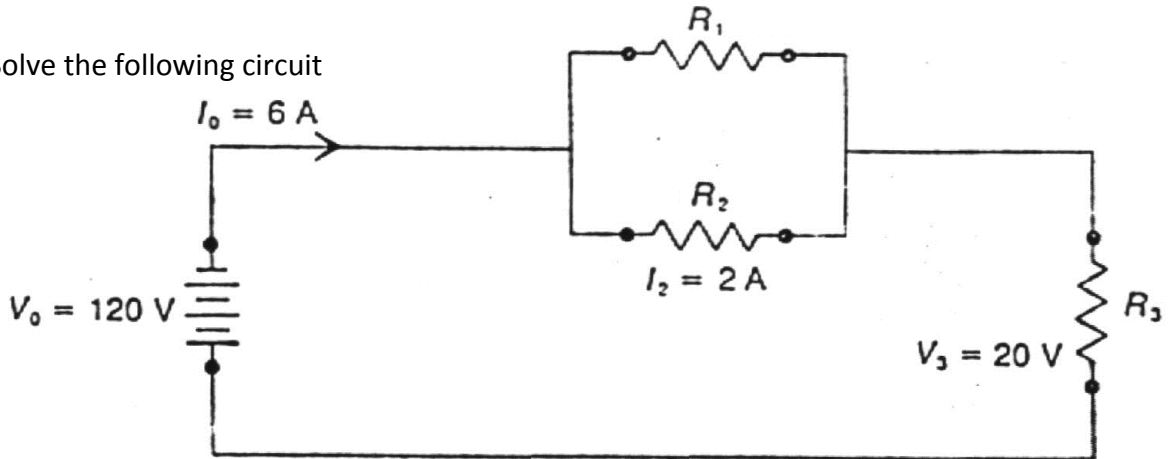 olve the following circuit
R₁
I₀ = 6 A
R₂
I₂ = 2 A
V₀ = 120 V
R₃
V₃ = 20 V